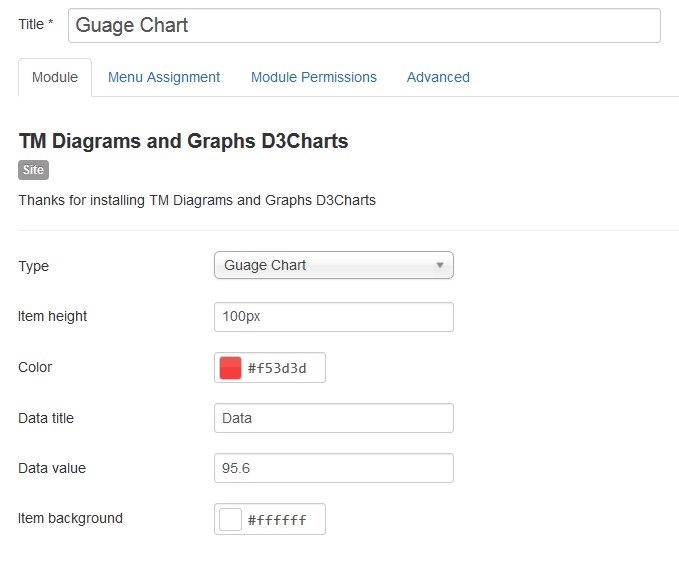 Title * Guage Chart
Module Menu Assignment Module Permissions Advanced
TM Diagrams and Graphs D3Charts
Site
Thanks for installing TM Diagrams and Graphs D3Charts
Type Guage Chart
Item height 100px
Color #f53d3d
Data title Data
Data value 95.6
Item background #ffffff